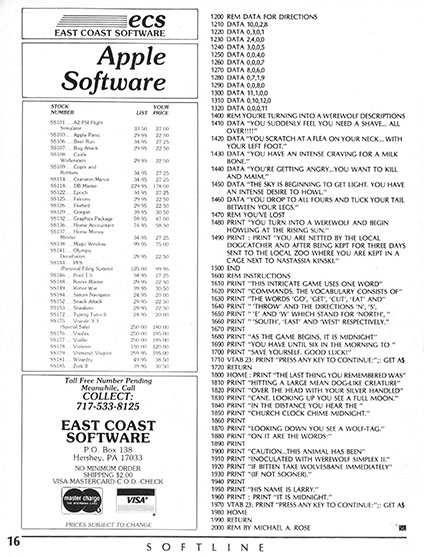 ecs
EAST COAST SOFTWARE
Apple
Software
STOCK
NUMBER
LIST
YOUR
PRICE
SS101 A2-FSI Flight
Simulator 33.50 27.00
SS103 Apple Panic 29.95 22.50
SS106 Beer Run 34.95 27.25
SS107 Bug Attack 29.95 22.50
SS108 Castle
Wolfenstein 29.95 22.50
SS109 Copts and
Robbers 34.95 27.25
SS114 Cranston Manor 34.95 27.25
SS118 DB Master 229.95 178.00
SS122 Epoch 34.95 27.25
SS125 Falcons 29.95 22.50
SS126 Firebird 29.95 22.50
SS129 Gorgon 39.95 30.50
SS132 Graphics Package 59.95 47.00
SS136 Home Accountant 74.95 58.50
SS137 Home Money
Minder 34.95 27.25
SS138 Magic Window 99.95 75.00
SS141 Olympic
Decathalon 29.95 22.50
SS144 PFS
(Personal Filing System) 125.00 99.95
SS146 Pool 1.5 34.95 27.25
SS148 Raster Blaster 29.95 22.50
SS149 Robot War 39.95 30.50
SS154 Saturn Navigator 24.95 20.00
SS152 Snack Attack 29.95 22.50
SS153 Sneakers 29.95 22.50
SS172 Typing Tutor II 24.95 20.00
SS175 Visicalc 3.3
(Special Sale) 250.00 180.00
SS176 Visidex 250.00 195.00
SS177 Visifile 250.00 195.00
SS178 Visiterm 150.00 120.00
SS179 Visitrend/Visiplot 259.95 195.00
SS181 Wizardry 49.95 38.50
SS185 Zork II 39.95 30.50
Toll Free Number Pending
Meanwhile, Call
COLLECT:
717-533-8125
EAST COAST
SOFTWARE
P.O. Box 138
Hershey, PA 17033
NO MINIMUM ORDER
SHIPPING $2.00
VISA-MASTERCARD-C.O.D.-CHECK
master charge
VISA
PRICES SUBJECT TO CHANGE
1200 REM DATA FOR DIRECTIONS
1210 DATA 10,0,2,8
1220 DATA 0,3,0,1
1230 DATA 2,4,0,0
1240 DATA 3,0,0,5
1250 DATA 0,0,4,0
1260 DATA 0,0,0,7
1270 DATA 8,0,6,0
1280 DATA 0,7,1,9
1290 DATA 0,0,8,0
1300 DATA 11,1,0,0
1310 DATA 0,10,12,0
1320 DATA 0,0,0,11
1400 REM YOU'RE TURNING INTO A WEREWOLF DESCRIPTIONS
1410 DATA "YOU SUDDENLY FEEL YOU NEED A SHAVE... ALL
OVER!!!!"
1420 DATA "YOU SCRATCH AT A FLEA ON YOUR NECK... WITH
YOUR LEFT FOOT."
1430 DATA "YOU HAVE AN INTENSE CRAVING FOR A MILK
BONE."
1440 DATA "YOU'RE GETTING ANGRY...YOU WANT TO KILL
AND MAIM."
1450 DATA "THE SKY IS BEGINNING TO GET LIGHT. YOU HAVE
AN INTENSE DESIRE TO HOWL."
1460 DATA "YOU DROP TO ALL FOURS AND TUCK YOUR TAIL
BETWEEN YOUR LEGS."
1470 REM YOU'VE LOST
1480 PRINT "YOU TURN INTO A WEREWOLF AND BEGIN
HOWLING AT THE RISING SUN."
1490 PRINT : PRINT "YOU ARE NETTED BY THE LOCAL
DOGCATCHER AND AFTER BEING KEPT FOR THREE DAYS
SENT TO THE LOCAL ZOO WHERE YOU ARE KEPT IN A
CAGE NEXT TO NASTASSIA KINSKI."
1500 END
1600 REM INSTRUCTIONS
1610 PRINT "THIS INTRICATE GAME USES ONE WORD"
1620 PRINT "COMMANDS. THE VOCABULARY CONSISTS OF"
1630 PRINT "THE WORDS 'GO', 'GET', 'CUT', 'EAT' AND"
1640 PRINT "'THROW' AND THE DIRECTIONS 'N', 'S',
1650 PRINT " 'E' AND 'W' WHICH STAND FOR 'NORTH', "
1660 PRINT " 'SOUTH', 'EAST' AND 'WEST' RESPECTIVELY."
1670 PRINT
1680 PRINT "AS THE GAME BEGINS, IT IS MIDNIGHT"
1690 PRINT "YOU HAVE UNTIL SIX IN THE MORNING TO "
1700 PRINT "SAVE YOURSELF. GOOD LUCK!"
1710 VTAB 23: PRINT "PRESS ANY KEY TO CONTINUE:";: GET A$
1720 RETURN
1800 HOME : PRINT "THE LAST THING YOU REMEMBERED WAS"
1810 PRINT "HITTING A LARGE MEAN DOG-LIKE CREATURE"
1820 PRINT "OVER THE HEAD WITH YOUR SILVER HANDLED"
1830 PRINT "CANE. LOOKING UP YOU SEE A FULL MOON."
1840 PRINT "IN THE DISTANCE YOU HEAR THE "
1850 PRINT "CHURCH CLOCK CHIME MIDNIGHT."
1860 PRINT
1870 PRINT "LOOKING DOWN YOU SEE A WOLF-TAG."
1880 PRINT "ON IT ARE THE WORDS:"
1890 PRINT
1900 PRINT "CAUTION...THIS ANIMAL HAS BEEN"
1910 PRINT "INOCULATED WITH WEREWOLF SIMPLEX II."
1920 PRINT "IF BITTEN TAKE WOLVESBANE IMMEDIATELY"
1930 PRINT "(IF NOT SOONER)."
1940 PRINT
1950 PRINT "HIS NAME IS LARRY."
1960 PRINT : PRINT "IT IS MIDNIGHT."
1970 VTAB 23: PRINT "PRESS ANY KEY TO CONTINUE:";: GET A$
1980 HOME
1990 RETURN
2000 REM BY MICHAEL A. ROSE
16
SOFTLINE